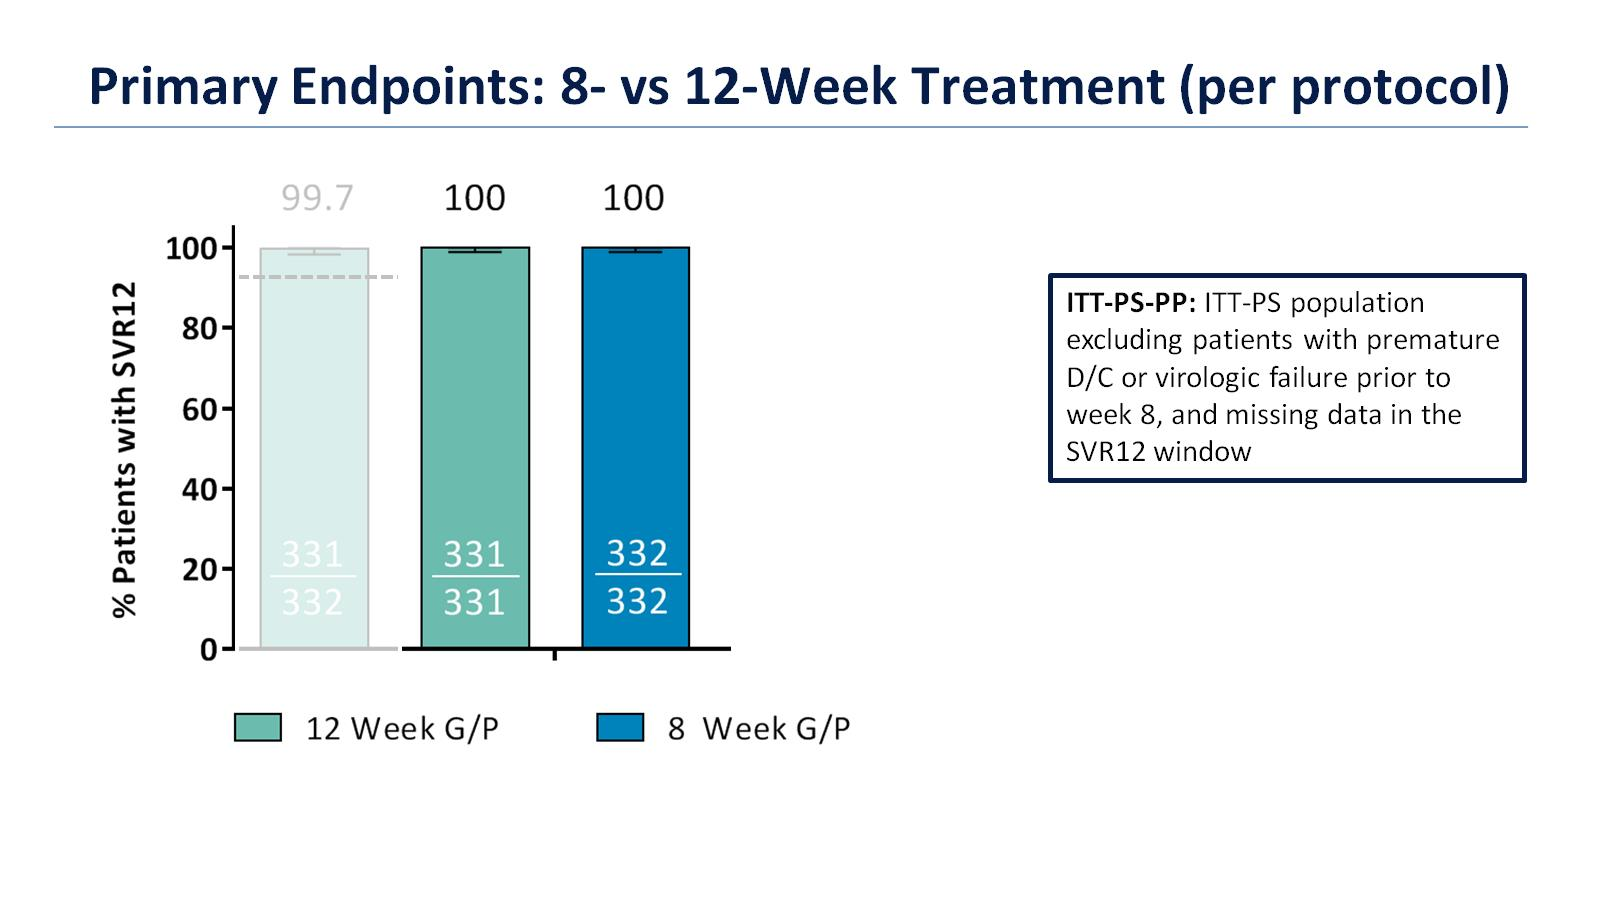 Primary Endpoints: 8- vs 12-Week Treatment (per protocol)
99.7
100
100
% Patients with SVR12
100
80
60
40
20
0
331
332
331
331
332
332
12 Week G/P
8 Week G/P
ITT-PS-PP: ITT-PS population
excluding patients with premature
D/C or virologic failure prior to
week 8, and missing data in the
SVR12 window